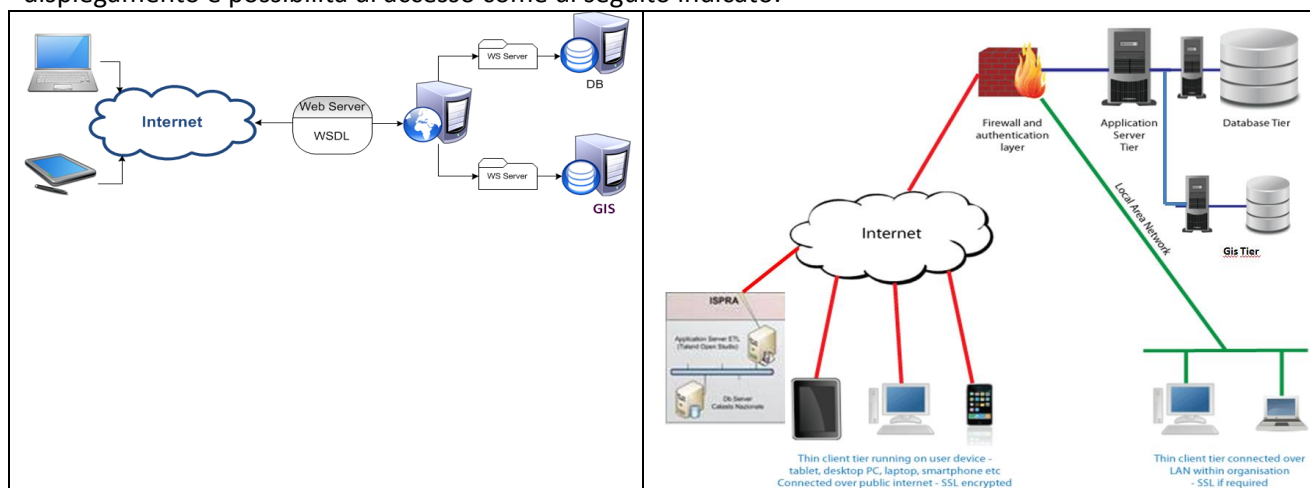 dispiegamento e possibilità di accesso come di seguito indicato:
Internet
Web Server
WSDL
WS Server
DB
WS Server
GIS
Firewall and
authentication
layer
Application
Server
Tier
Database Tier
Gis Tier
Local Area Network
Internet
ISPRA
Application Server ETL
(Talend Open Studio)
Db Server
Catasto Nazionale
Thin client tier running on user device -
tablet, desktop PC, laptop, smartphone etc
Connected over public internet - SSL encrypted
Thin client tier connected over
LAN within organisation
- SSL if required